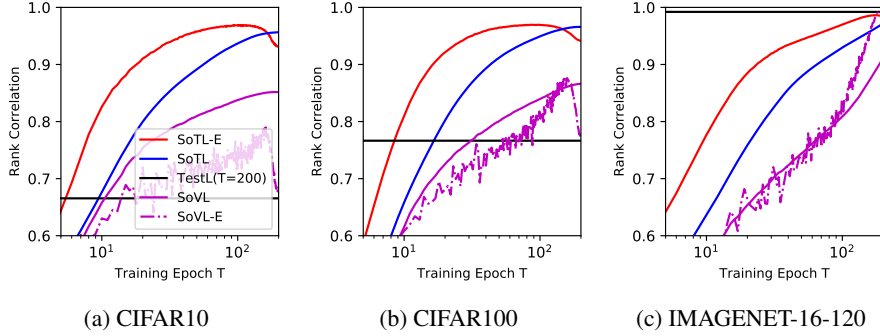 1.0
0.9
0.8
0.7
0.6
Rank Correlation
SoTL-E
SoTL
TestL(T=200)
SoVL
SoVL-E
10^1
10^2
Training Epoch T
(a) CIFAR10
1.0
0.9
0.8
0.7
0.6
Rank Correlation
10^1
10^2
Training Epoch T
(b) CIFAR100
1.0
0.9
0.8
0.7
0.6
Rank Correlation
10^1
10^2
Training Epoch T
(c) IMAGENET-16-120